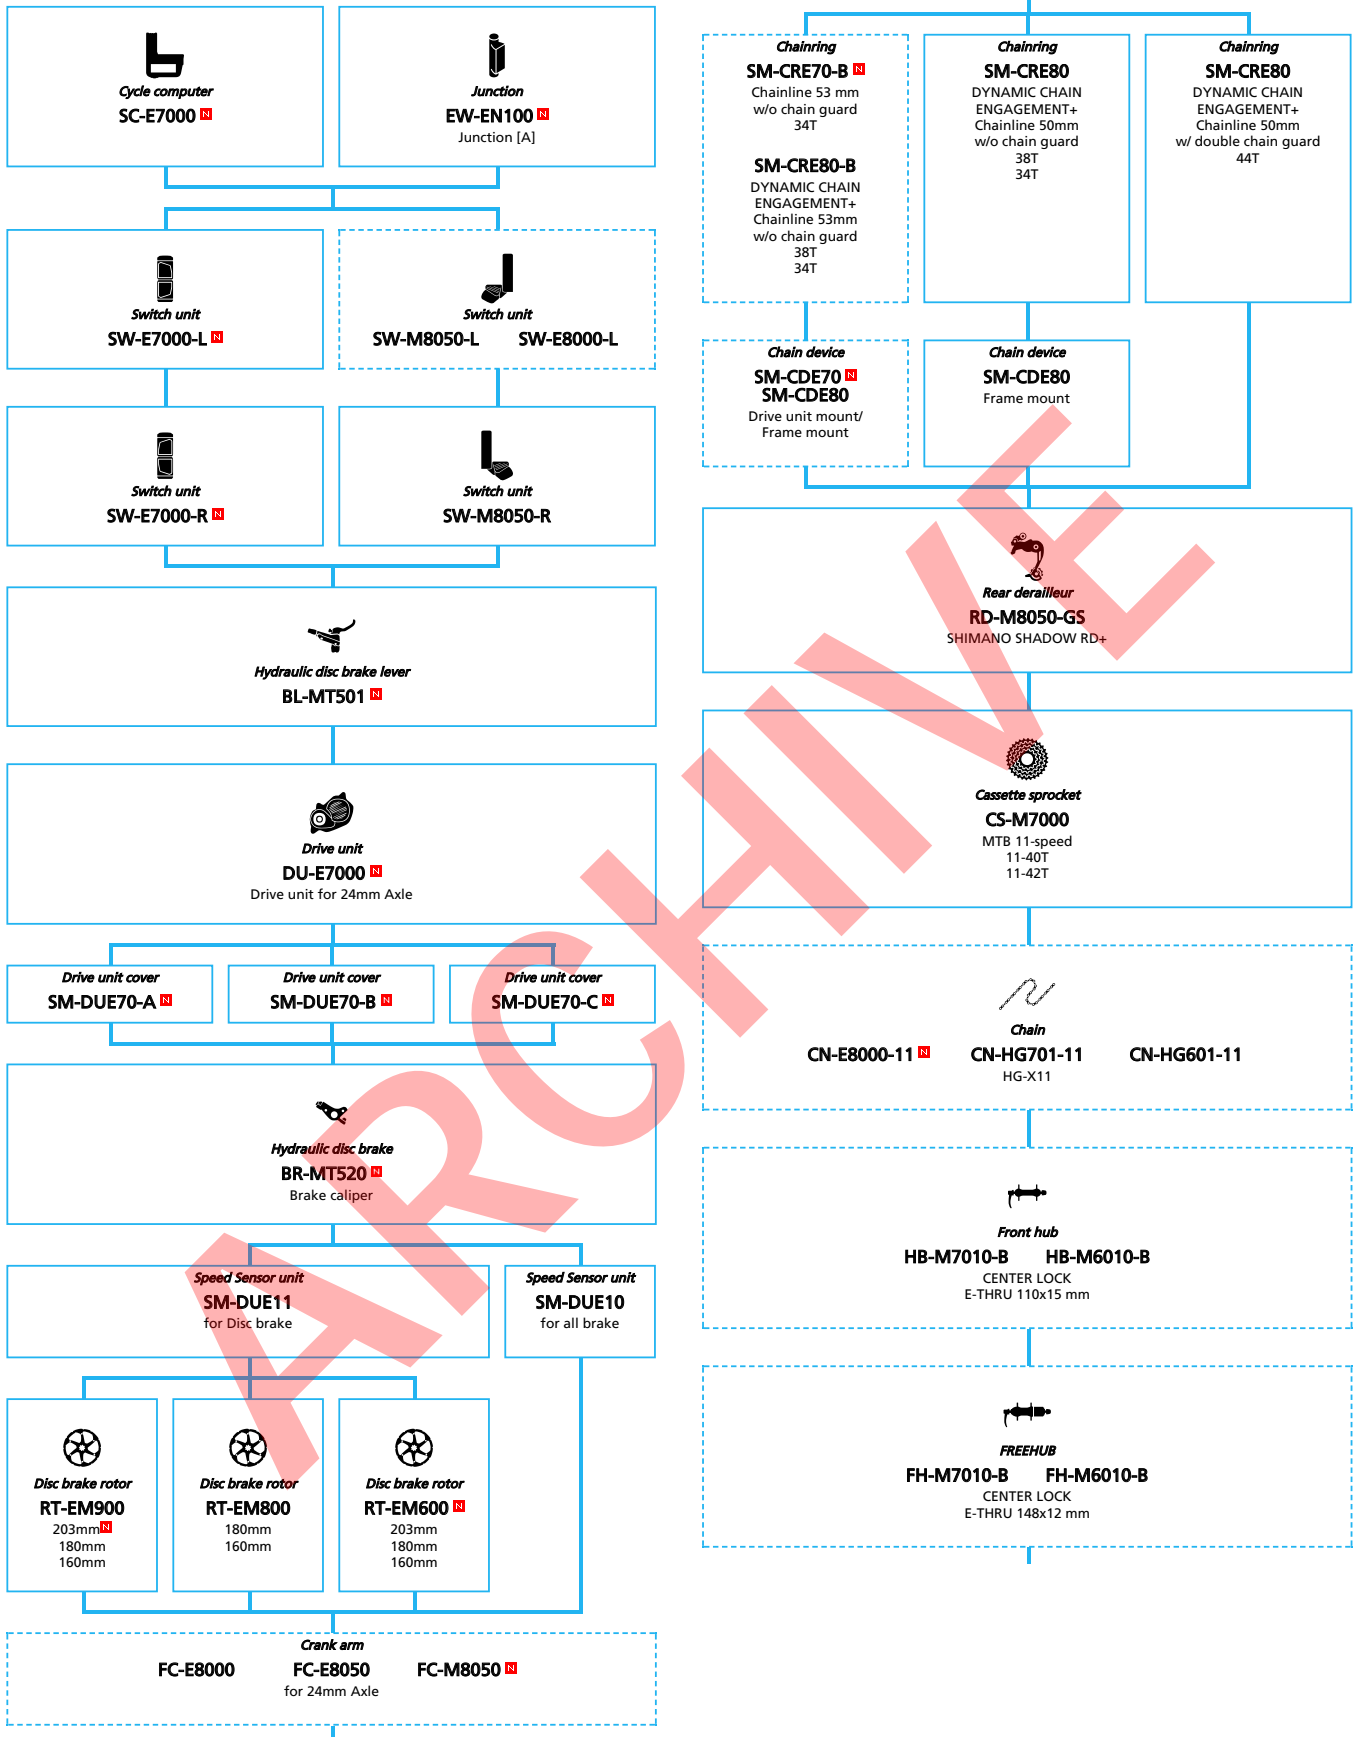 Cycle computer
SC-E7000 N
Junction
EW-EN100 N
Junction [A]
Switch unit
SW-E7000-L N
Switch unit
SW-M8050-L SW-E8000-L
Switch unit
SW-E7000-R N
Switch unit
SW-M8050-R
Hydraulic disc brake lever
BL-MT501 N
Drive unit
DU-E7000 N
Drive unit for 24mm Axle
Drive unit cover
SM-DUE70-A N
Drive unit cover
SM-DUE70-B N
Drive unit cover
SM-DUE70-C N
Hydraulic disc brake
BR-MT520 N
Brake caliper
Speed Sensor unit
SM-DUE11
for Disc brake
Speed Sensor unit
SM-DUE10
for all brake
Disc brake rotor
RT-EM900
203mm N
180mm
160mm
Disc brake rotor
RT-EM800
180mm
160mm
Disc brake rotor
RT-EM600 N
203mm
180mm
160mm
Crank arm
FC-E8000 FC-E8050 FC-M8050 N
for 24mm Axle
Chainring
SM-CRE70-B N
Chainline 53 mm
w/o chain guard
34T
SM-CRE80-B
DYNAMIC CHAIN
ENGAGEMENT+
Chainline 53mm
w/o chain guard
38T
34T
Chainring
SM-CRE80
DYNAMIC CHAIN
ENGAGEMENT+
Chainline 50mm
w/o chain guard
38T
34T
Chainring
SM-CRE80
DYNAMIC CHAIN
ENGAGEMENT+
Chainline 50mm
w/ double chain guard
44T
Chain device
SM-CDE70 N
SM-CDE80
Drive unit mount/
Frame mount
Chain device
SM-CDE80
Frame mount
Rear derailleur
RD-M8050-GS
SHIMANO SHADOW RD+
Cassette sprocket
CS-M7000
MTB 11-speed
11-40T
11-42T
Chain
CN-E8000-11 N CN-HG701-11 CN-HG601-11
HG-X11
Front hub
HB-M7010-B HB-M6010-B
CENTER LOCK
E-THRU 110x15 mm
FREEHUB
FH-M7010-B FH-M6010-B
CENTER LOCK
E-THRU 148x12 mm
ARCHIVE